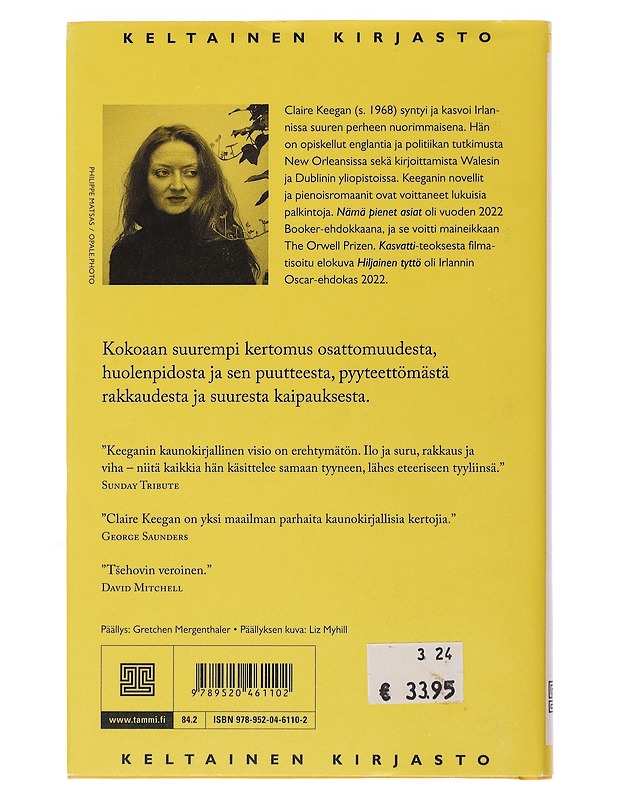 KELTAINEN KIRJASTO
Claire Keegan (s. 1968) syntyi ja kasvoi Irlan-
nissa suuren perheen nuorimmaisena. Hän
on opiskellut englantia ja politiikan tutkimusta
New Orleansissa sekä kirjoittamista Walesin
ja Dublinin yliopistoissa. Keeganin novellit
ja pienoisromaanit ovat voittaneet lukuisia
palkintoja. Nämä pienet asiat oli vuoden 2022
Booker-ehdokkaana, ja se voitti maineikkaan
The Orwell Prizen. Kasvatti-teoksesta filma-
tisoitu elokuva Hiljainen tyttö oli Irlannin
Oscar-ehdokas 2022.
PHILIPPE MATSAS / OPALE.PHOTO
Kokoaan suurempi kertomus osattomuudesta,
huolenpidosta ja sen puutteesta, pyyteettömästä
rakkaudesta ja suuresta kaipauksesta.
”Keeganin kaunokirjallinen visio on erehtymätön. Ilo ja suru, rakkaus ja
viha – niitä kaikkia hän käsittelee samaan tyyneen, lähes eteeriseen tyyliinsä.”
SUNDAY TRIBUTE
”Claire Keegan on yksi maailman parhaita kaunokirjallisia kertojia.”
GEORGE SAUNDERS
”Tšehovin veroinen.”
DAVID MITCHELL
Päällys: Gretchen Mergenthaler • Päällyksen kuva: Liz Myhill
3 24
€ 33.95
9 789520 461102
www.tammi.fi
84.2
ISBN 978-952-04-6110-2
KELTAINEN KIRJASTO